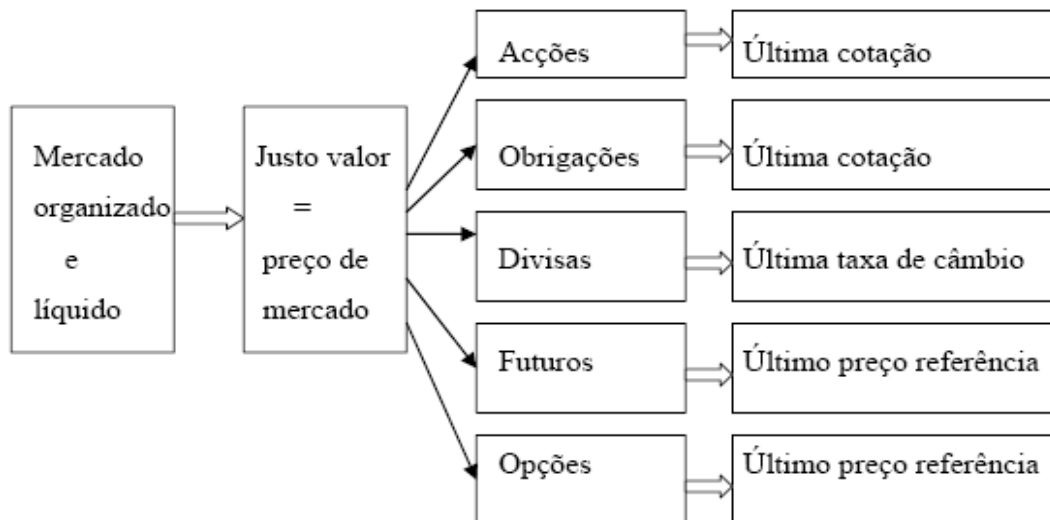 Mercado
organizado
e
líquido
Justo valor
=
preço de
mercado
Acções
Última cotação
Obrigações
Última cotação
Divisas
Última taxa de câmbio
Futuros
Último preço referência
Opções
Último preço referência